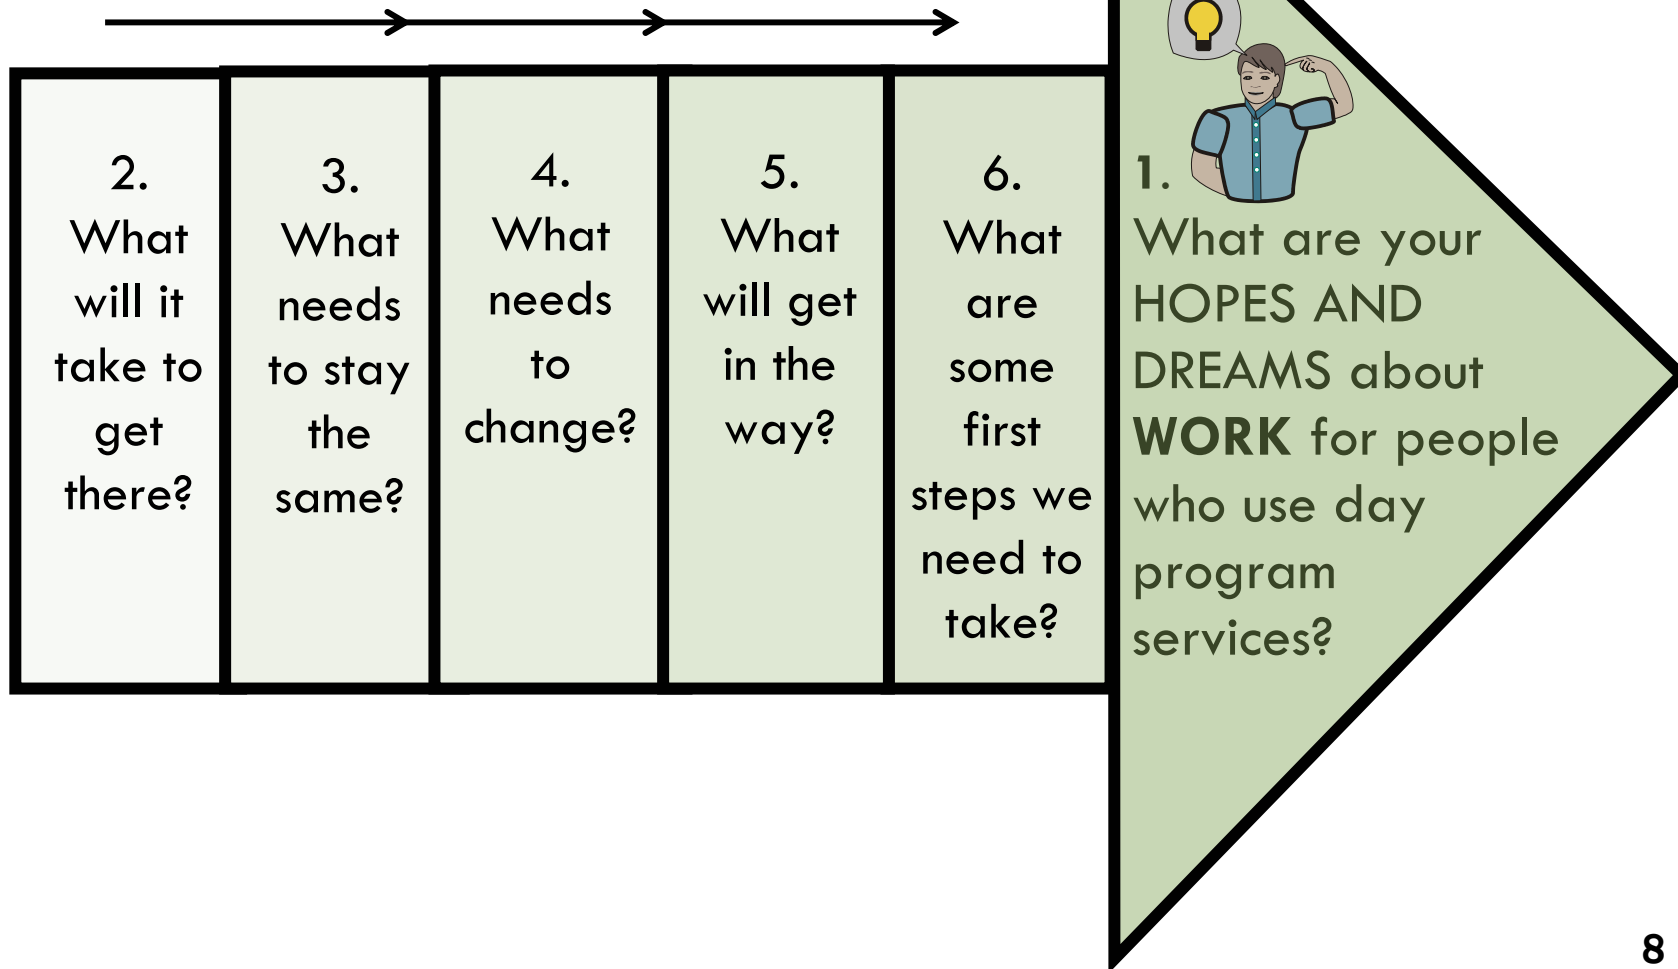 2.
What
will it
take to
get
there?
3.
What
needs
to stay
the
same?
4.
What
needs
to
change?
5.
What
will get
in the
way?
6.
What
are
some
first
steps we
need to
take?
1.
What are your
HOPES AND
DREAMS about
WORK for people
who use day
program
services?
8